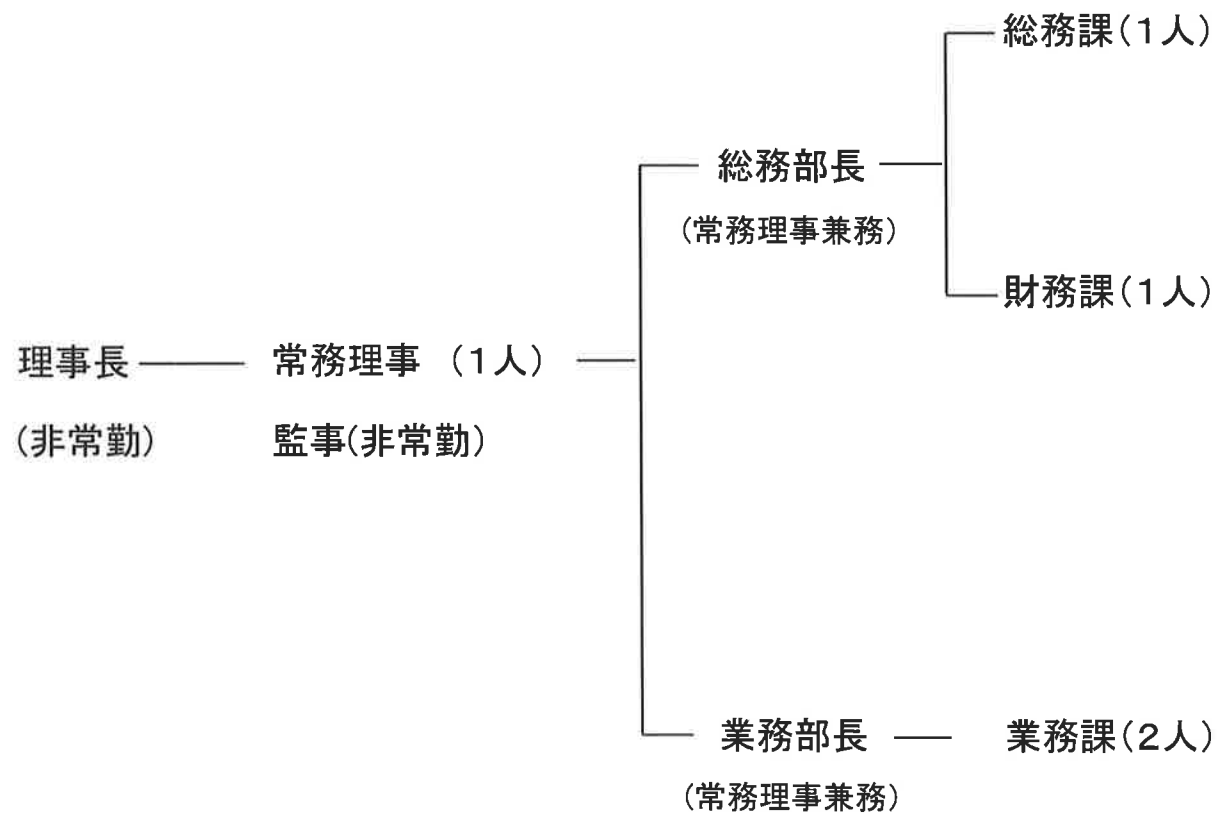 総務課(1人)
総務部長
(常務理事兼務)
財務課(1人)
理事長
常務理事 (1人)
(非常勤)
監事(非常勤)
業務部長
業務課(2人)
(常務理事兼務)